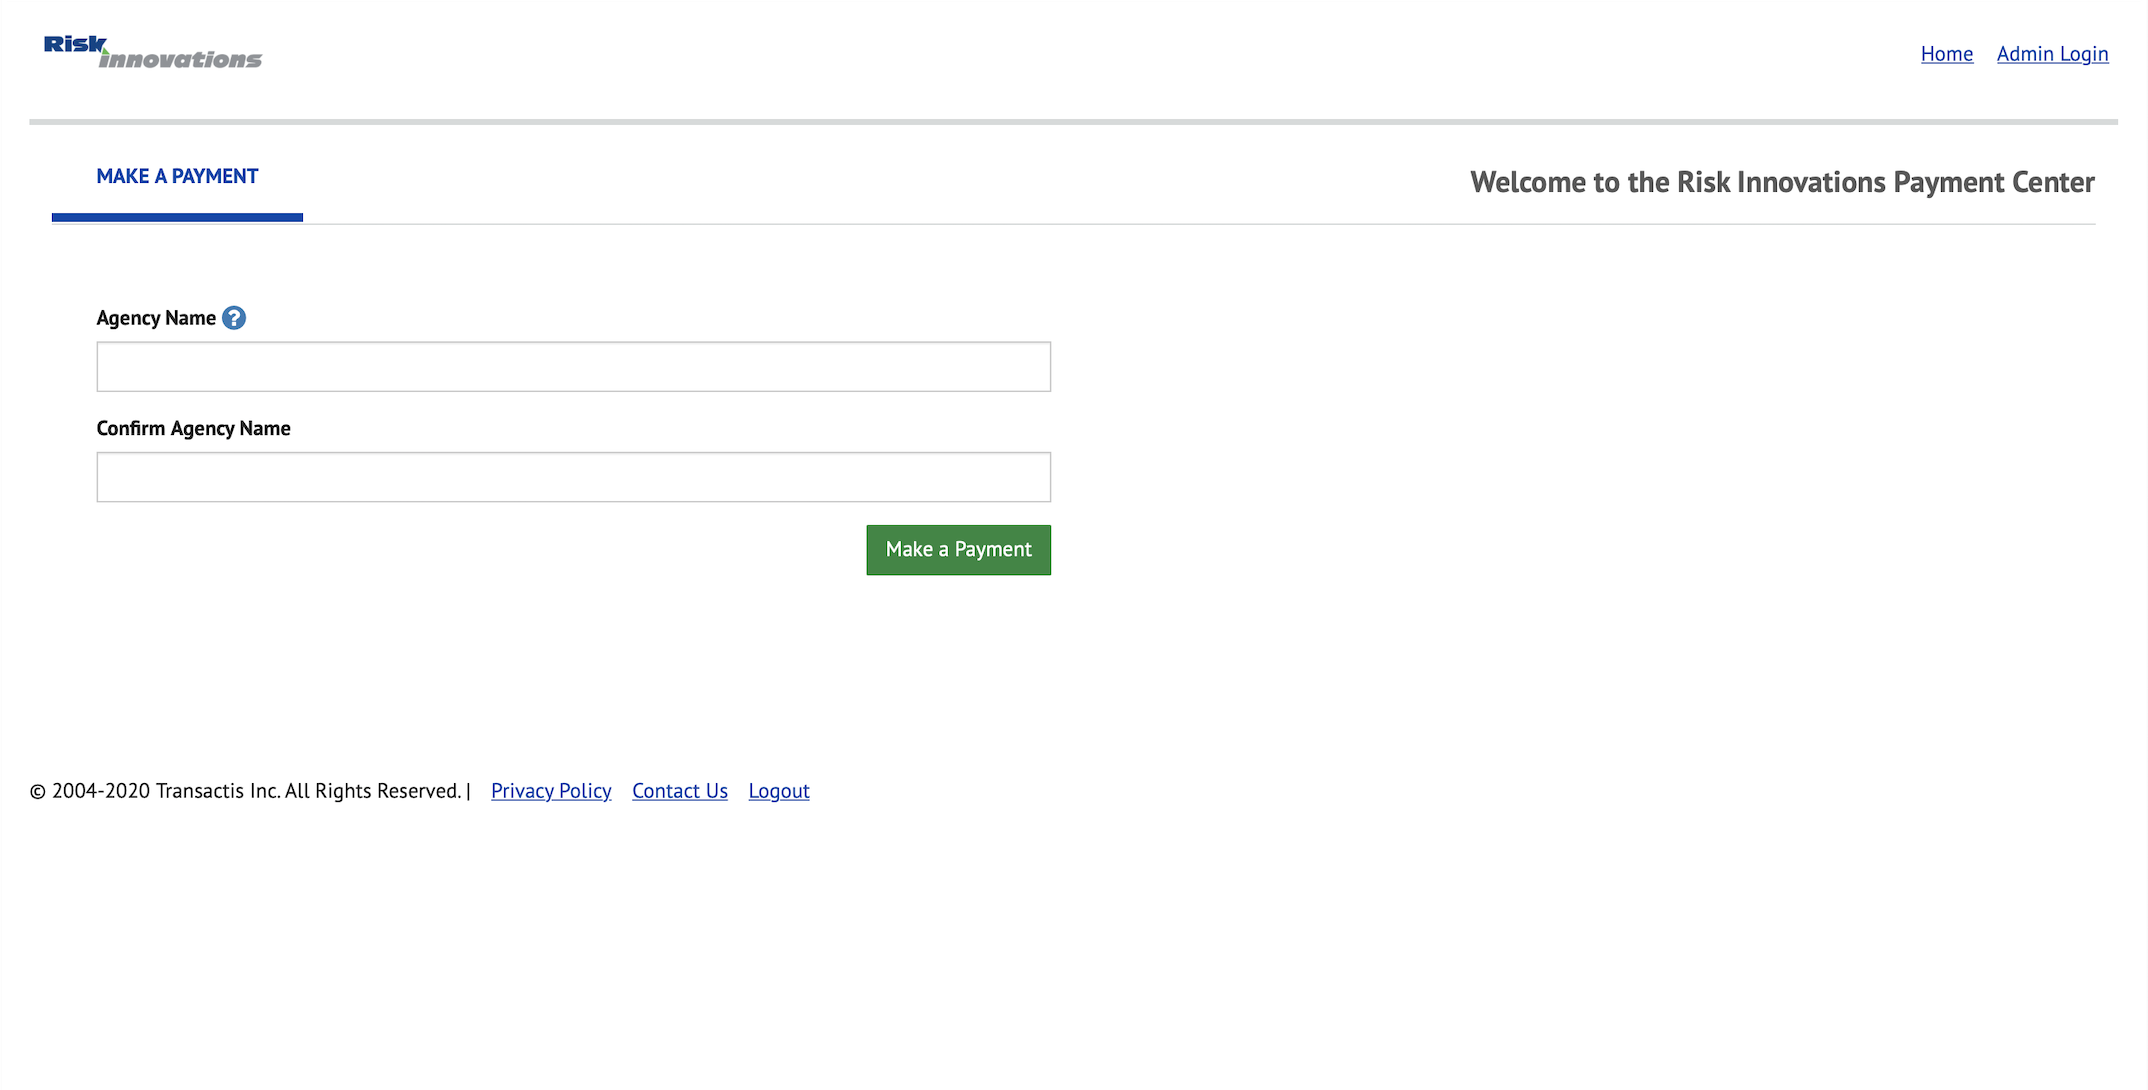 Risk innovations
Home Admin Login
MAKE A PAYMENT
Welcome to the Risk Innovations Payment Center
Agency Name ?
Confirm Agency Name
Make a Payment
© 2004-2020 Transactis Inc. All Rights Reserved. | Privacy Policy Contact Us Logout